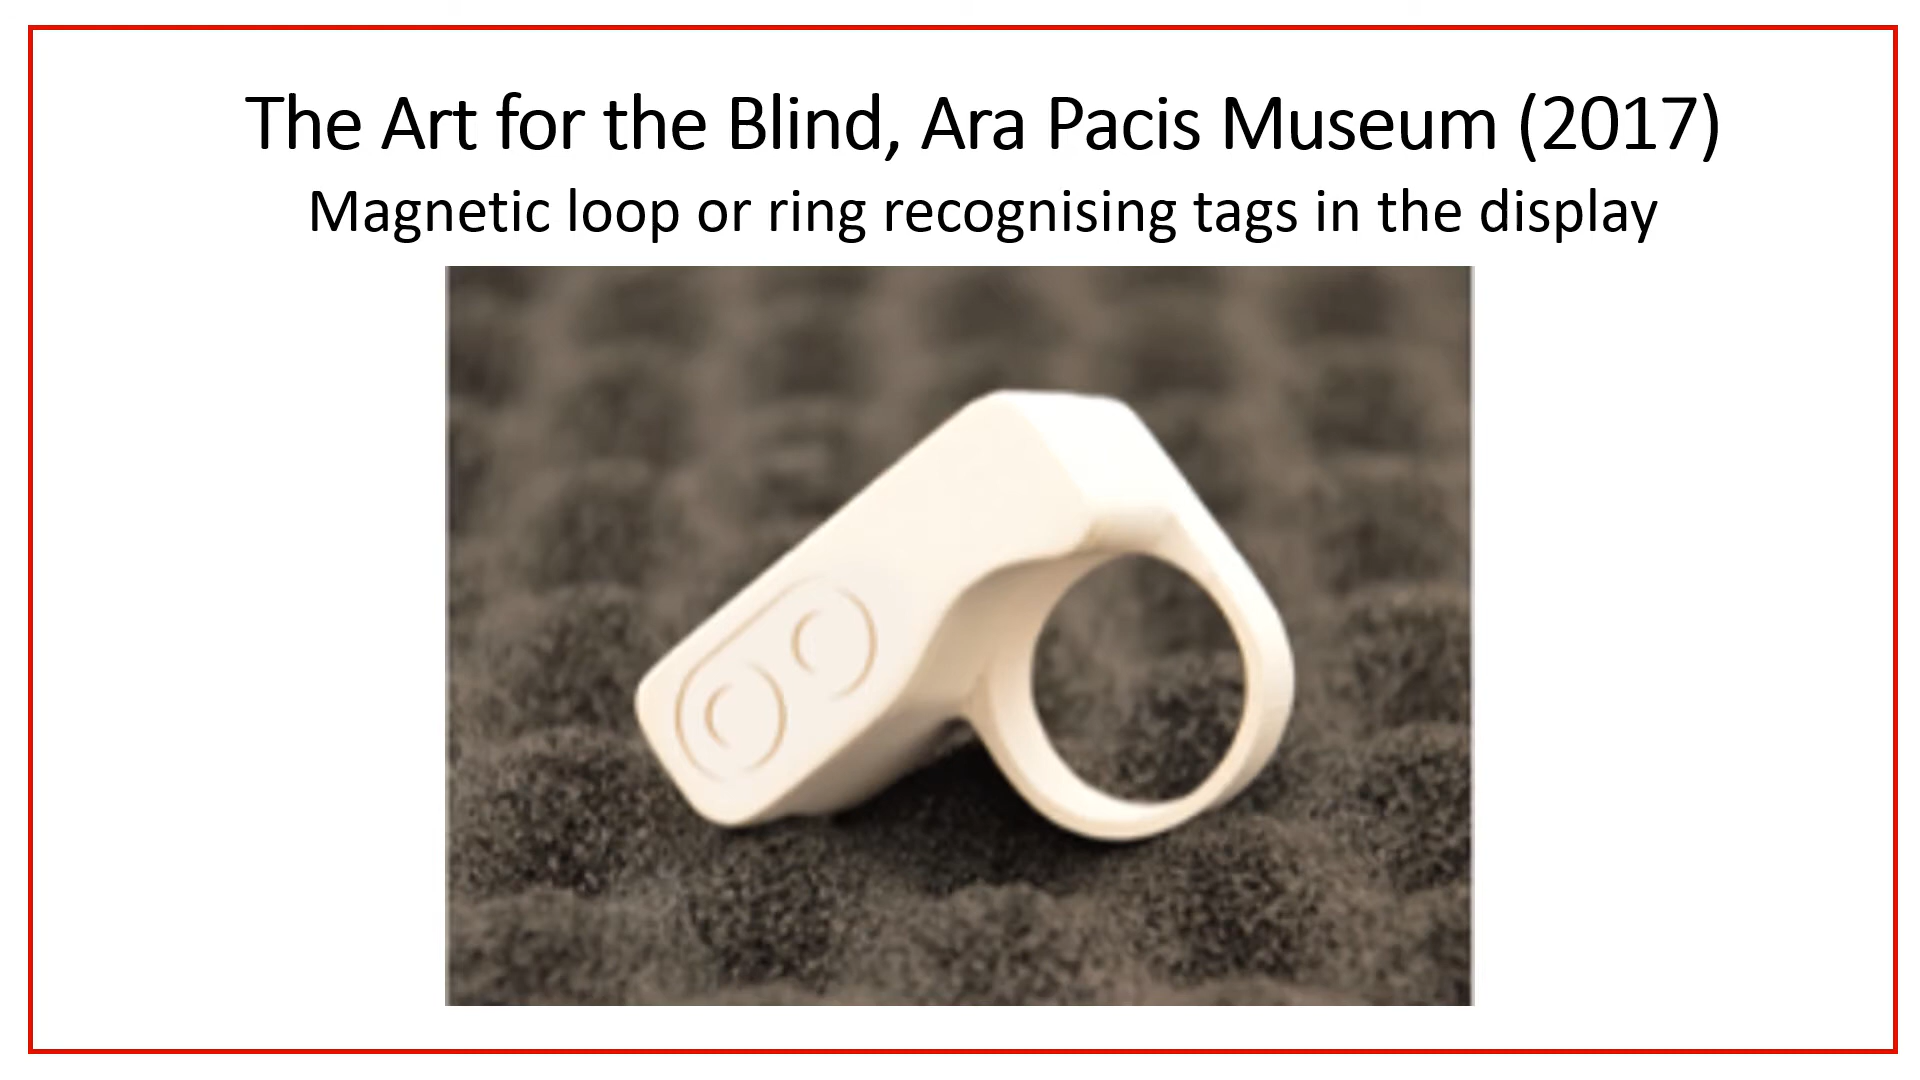 The Art for the Blind, Ara Pacis Museum (2017)
Magnetic loop or ring recognising tags in the display